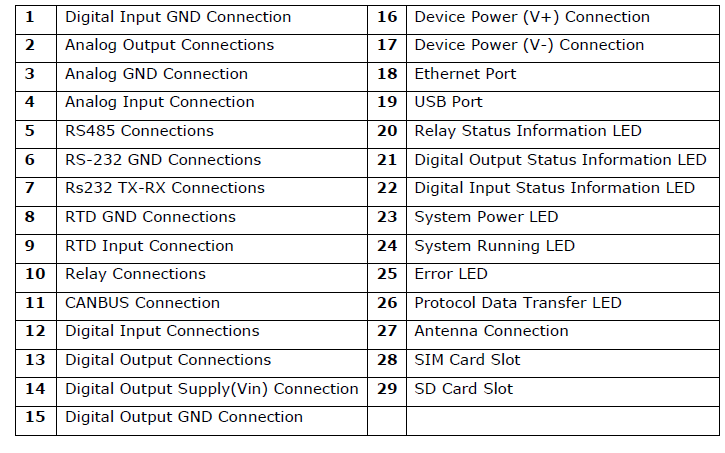 1 Digital Input GND Connection 16 Device Power (V+) Connection
2 Analog Output Connections 17 Device Power (V-) Connection
3 Analog GND Connection 18 Ethernet Port
4 Analog Input Connection 19 USB Port
5 RS485 Connections 20 Relay Status Information LED
6 RS-232 GND Connections 21 Digital Output Status Information LED
7 Rs232 TX-RX Connections 22 Digital Input Status Information LED
8 RTD GND Connections 23 System Power LED
9 RTD Input Connection 24 System Running LED
10 Relay Connections 25 Error LED
11 CANBUS Connection 26 Protocol Data Transfer LED
12 Digital Input Connections 27 Antenna Connection
13 Digital Output Connections 28 SIM Card Slot
14 Digital Output Supply(Vin) Connection 29 SD Card Slot
15 Digital Output GND Connection